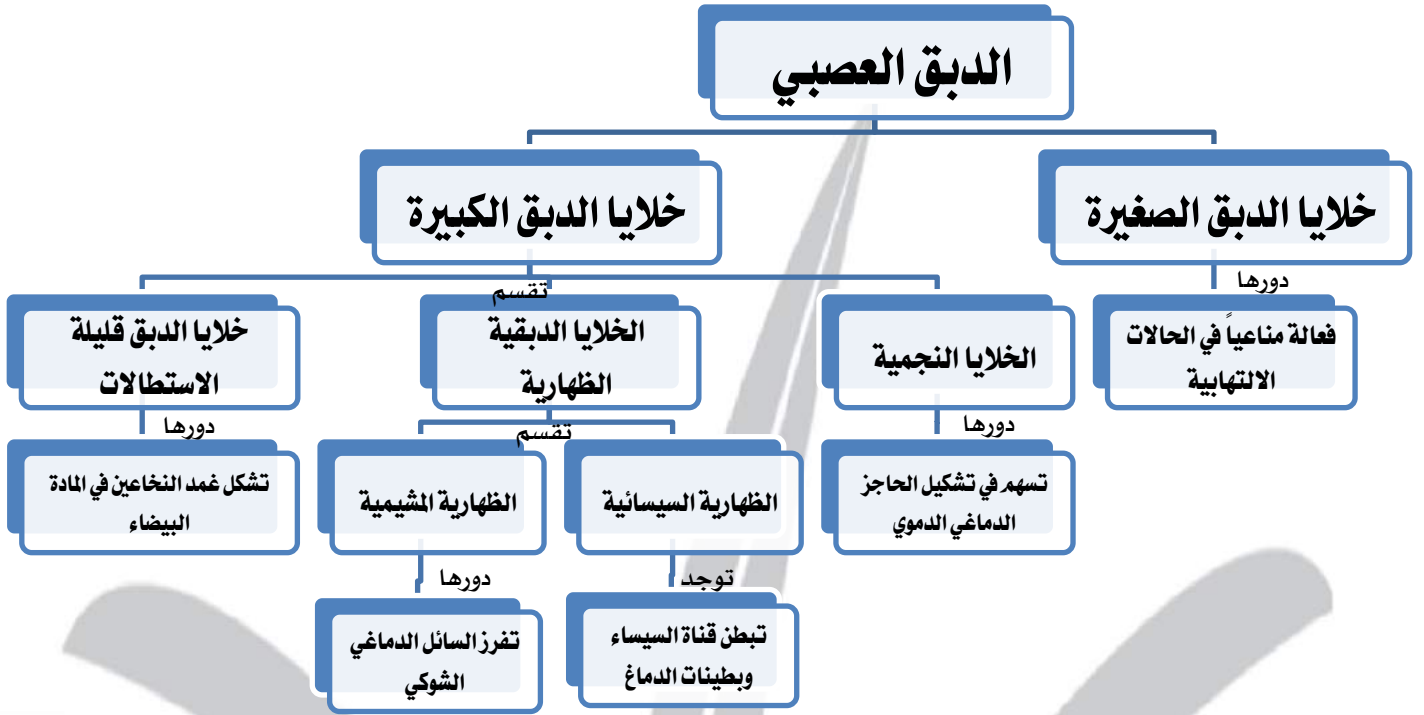 الدبق العصبي
خلايا الدبق الصغيرة
خلايا الدبق الكبيرة
دورها
تقسم
فعالة مناعياً في الحالات
الالتهابية
الخلايا النجمية
الخلايا الدبقية
الظهارية
خلايا الدبق قليلة
الاستطالات
دورها
تقسم
دورها
تسهم في تشكيل الحاجز
الدماغي الدموي
الظهارية السيسائية
الظهارية المشيمية
تشكل غمد النخاعين في المادة
البيضاء
توجد
دورها
تبطن قناة السيساء
وبطينات الدماغ
تفرز السائل الدماغي
الشوكي